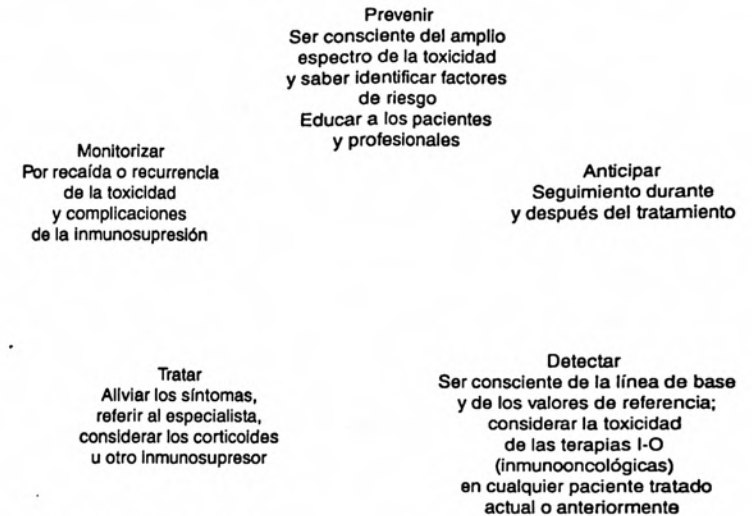 Prevenir
Ser consciente del amplio
espectro de la toxicidad
y saber identificar factores
de riesgo
Educar a los pacientes
y profesionales
Anticipar
Seguimiento durante
y después del tratamiento
Detectar
Ser consciente de la línea de base
y de los valores de referencia;
considerar la toxicidad
de las terapias I-O
(inmunooncológicas)
en cualquier paciente tratado
actual o anteriormente
Tratar
Aliviar los síntomas,
referir al especialista,
considerar los corticoides
u otro inmunosupresor
Monitorizar
Por recaída o recurrencia
de la toxicidad
y complicaciones
de la inmunosupresión